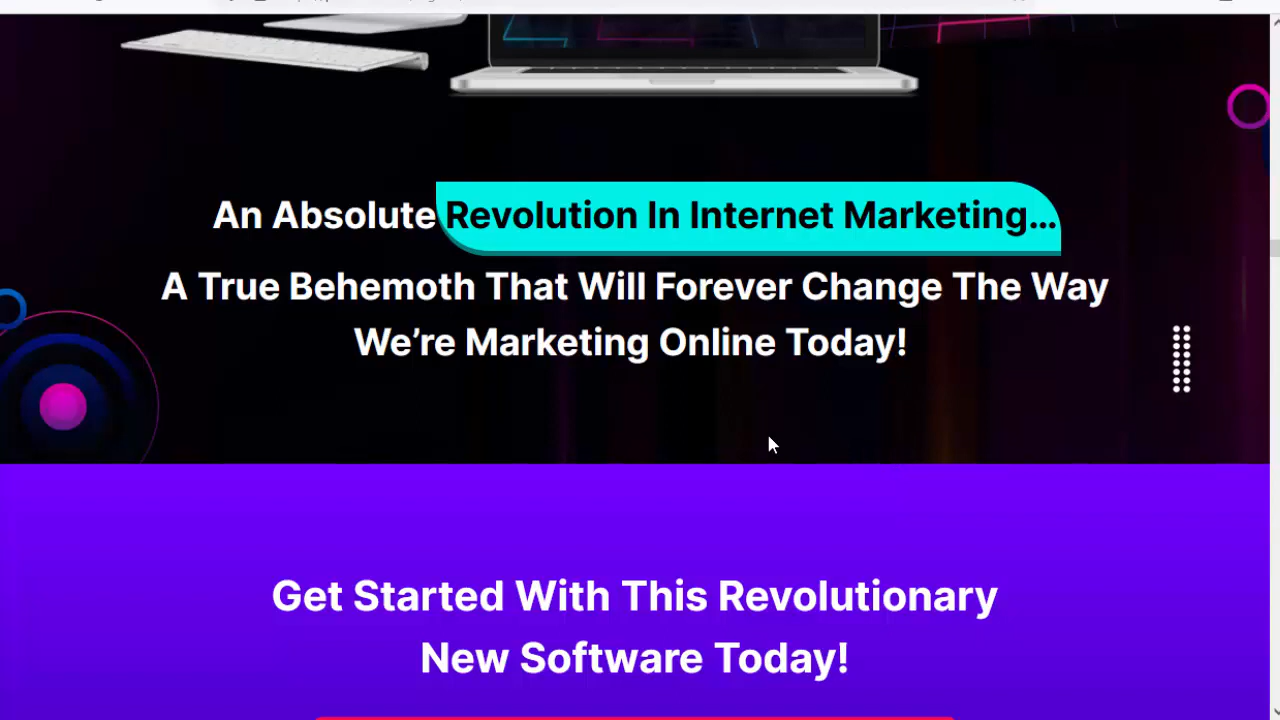 An Absolute Revolution In Internet Marketing...
A True Behemoth That Will Forever Change The Way
We’re Marketing Online Today!
Get Started With This Revolutionary
New Software Today!